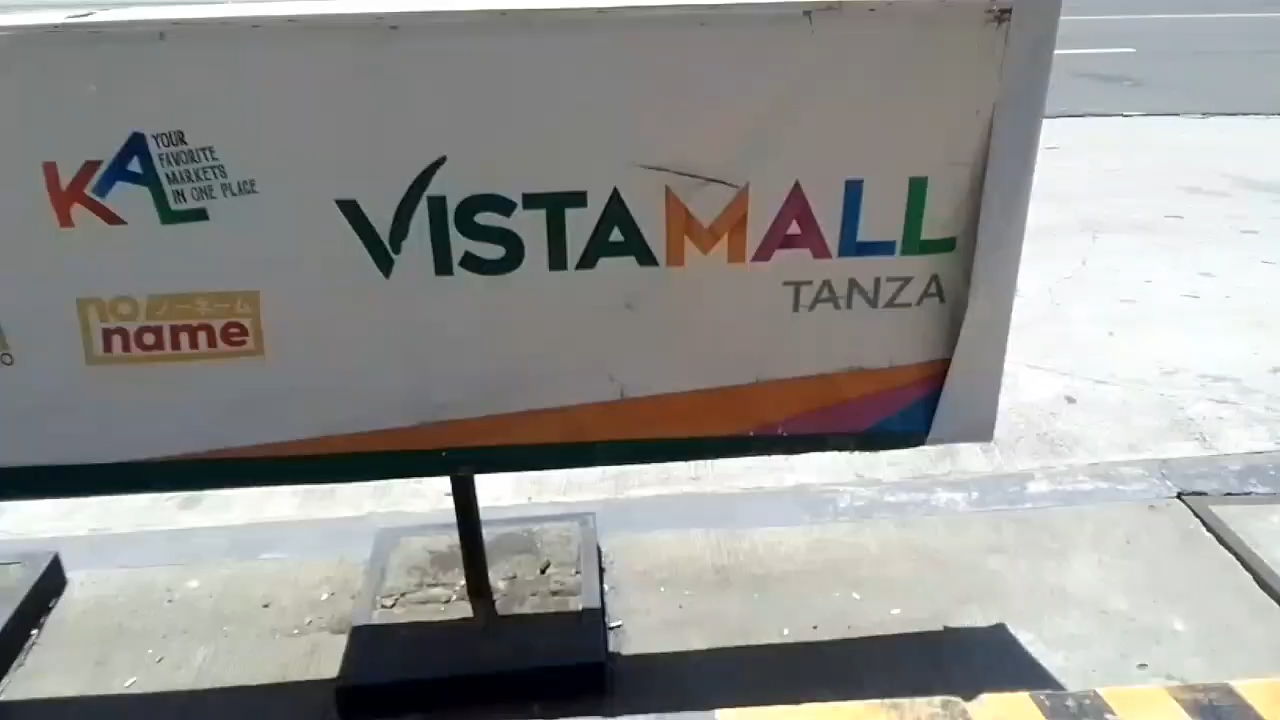 KAL
YOUR
FAVORITE
MARKETS
IN ONE PLACE
VISTAMALL
TANZA
no ノーネーム
name